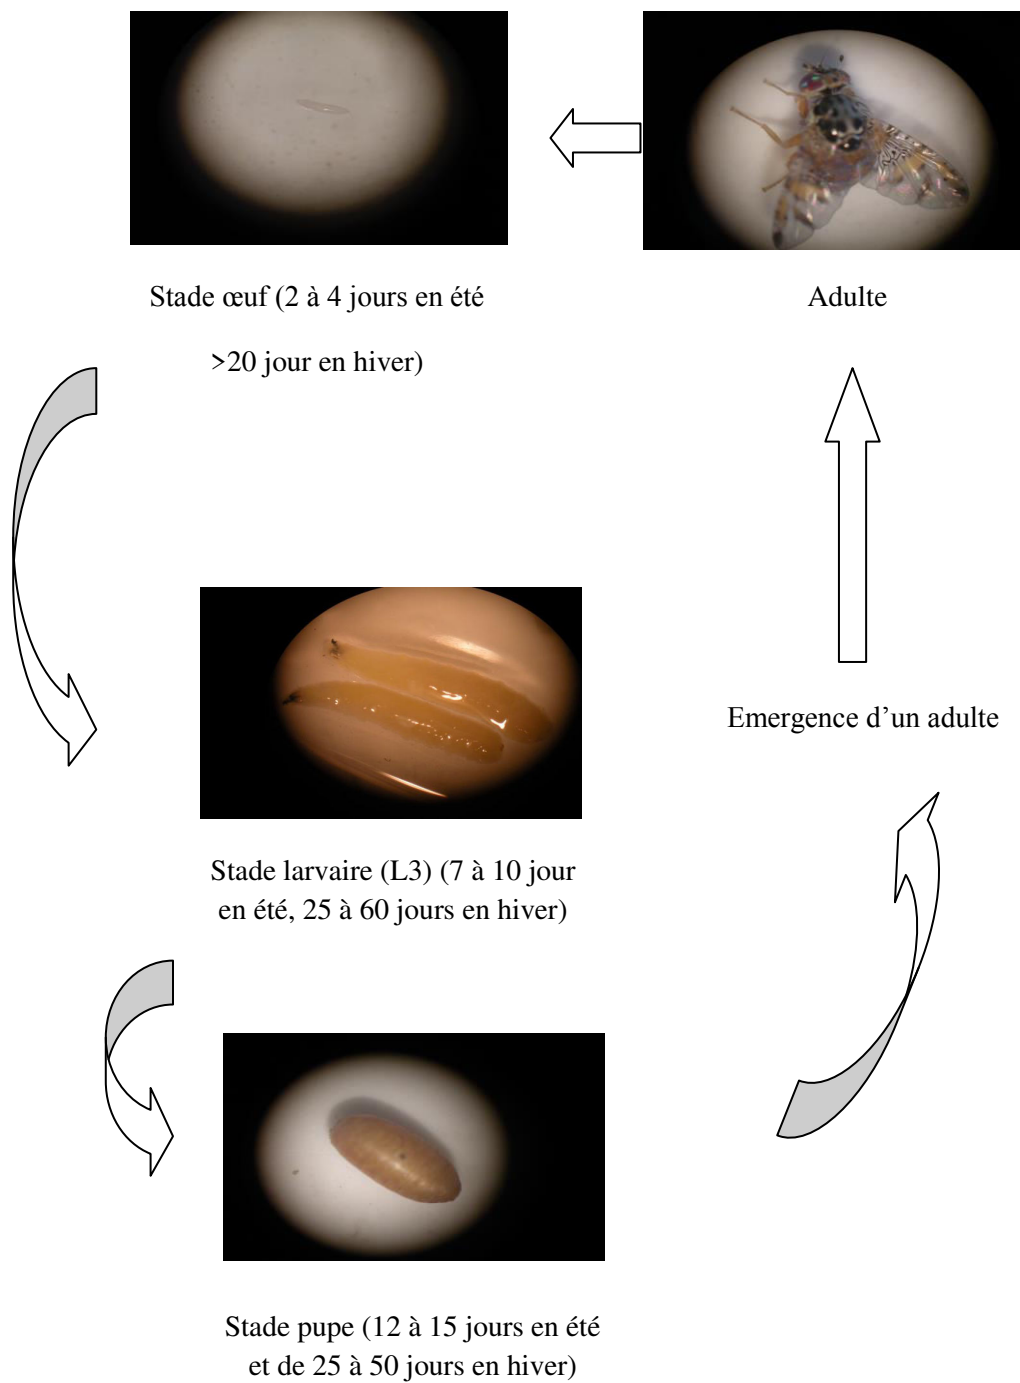 Stade œuf (2 à 4 jours en été
>20 jour en hiver)
Adulte
Stade larvaire (L3) (7 à 10 jour
en été, 25 à 60 jours en hiver)
Emergence d’un adulte
Stade pupe (12 à 15 jours en été
et de 25 à 50 jours en hiver)